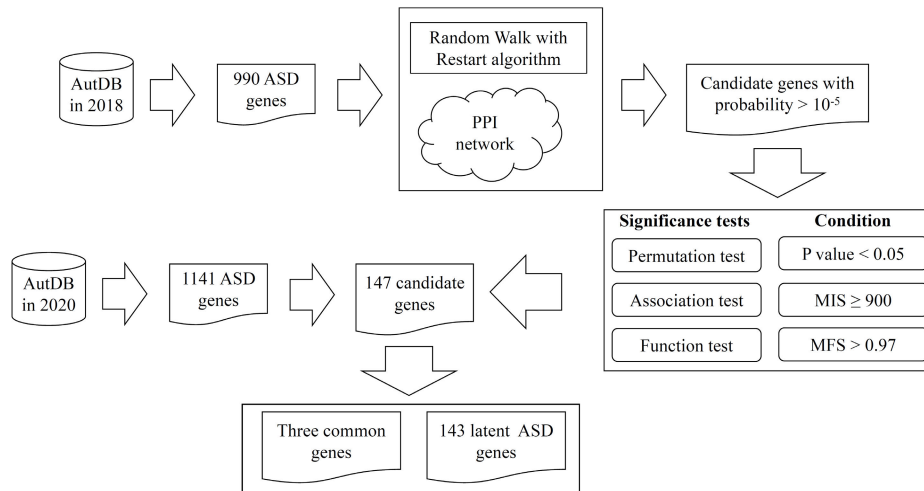 AutDB
in 2018
990 ASD
genes
Random Walk with
Restart algorithm
PPI
network
Candidate genes with
probability > 10⁻⁵
Significance tests
Condition
Permutation test
P value < 0.05
Association test
MIS ≥ 900
Function test
MFS > 0.97
AutDB
in 2020
1141 ASD
genes
147 candidate
genes
Three common
genes
143 latent ASD
genes